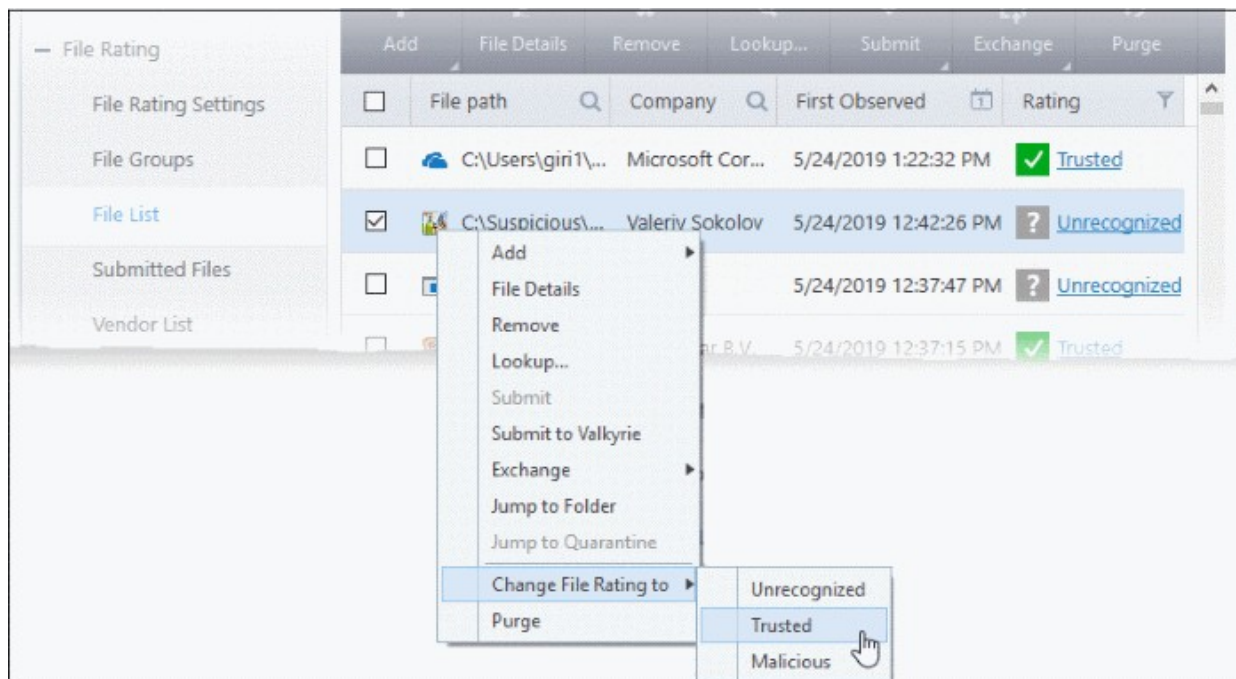 File Rating
File Rating Settings
File Groups
File List
Submitted Files
Vendor List
Add File Details Remove Lookup... Submit Exchange Purge
File path Company First Observed 1 Rating
C:\Users\giri1\... Microsoft Cor... 5/24/2019 1:22:32 PM Trusted
C:\Suspicious\... Valeriy Sokolov 5/24/2019 12:42:26 PM ? Unrecognized
5/24/2019 12:37:47 PM ? Unrecognized
ar B.V. 5/24/2019 12:37:15 PM Trusted
Add
File Details
Remove
Lookup...
Submit
Submit to Valkyrie
Exchange
Jump to Folder
Jump to Quarantine
Change File Rating to
Purge
Unrecognized
Trusted
Malicious